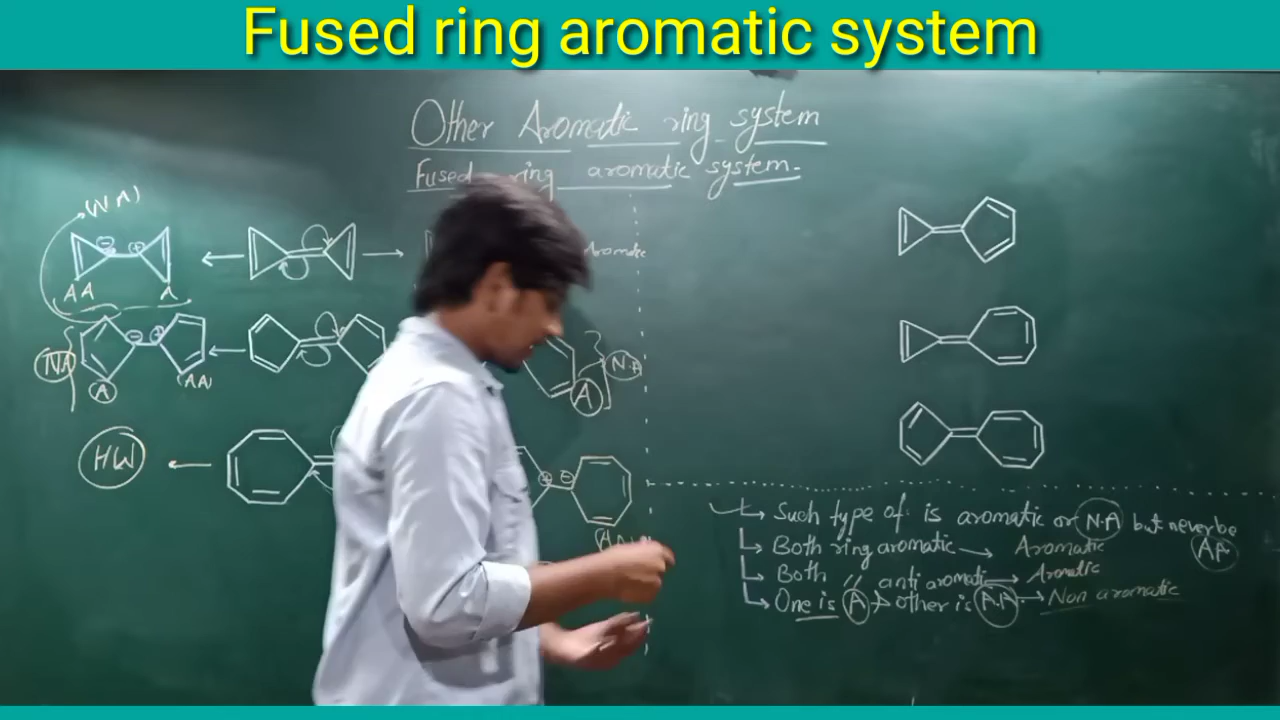 Fused ring aromatic system
Other Aromatic ring system
Fused ring aromatic system.
(NA)
⊖ ⊕
AA A
Aromatic
⊖ ⊕
NA
A AA
A
N.A
HW
⊕ ⊖
Such type of is aromatic or N.A but never be AA
Both ring aromatic → Aromatic
Both " anti aromatic → Aromatic
One is A & other is A.A. → Non aromatic